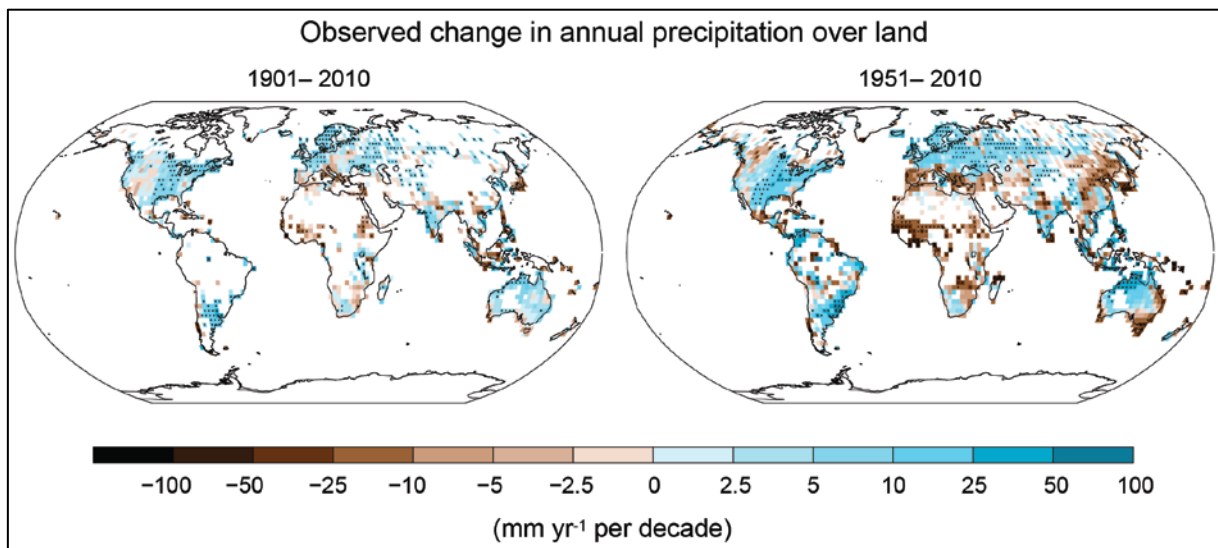 Observed change in annual precipitation over land
1901– 2010 1951– 2010
−100 −50 −25 −10 −5 −2.5 0 2.5 5 10 25 50 100
(mm yr⁻¹ per decade)